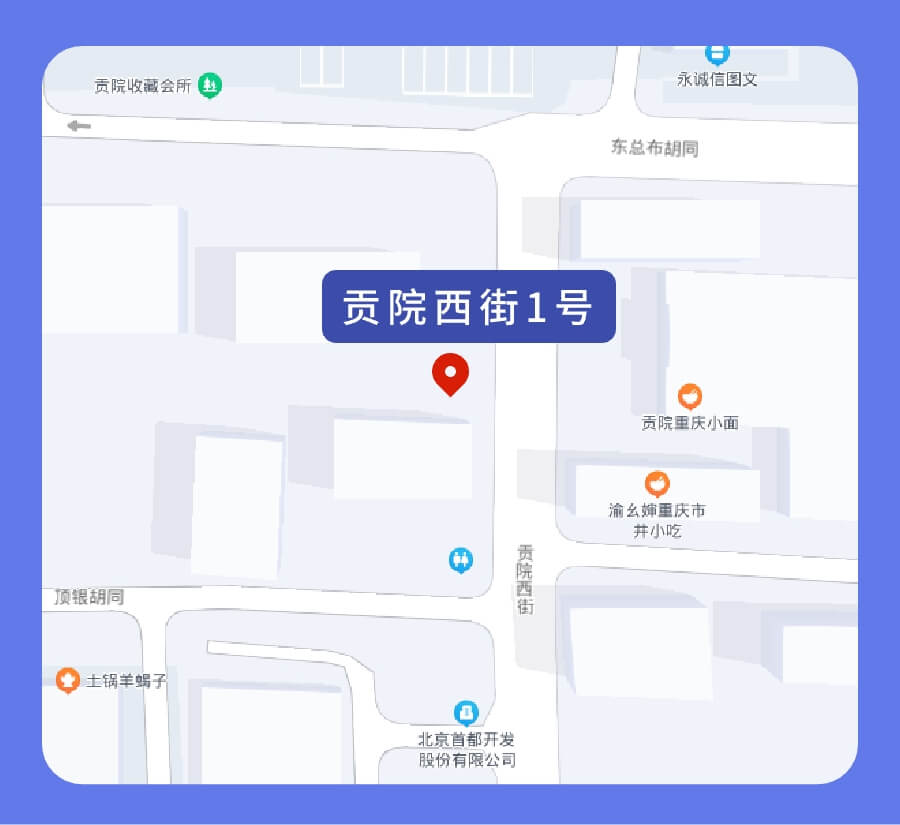 永诚信图文
贡院收藏会所
东总布胡同
贡院西街1号
贡院重庆小面
渝幺婶重庆市
井小吃
贡院西街
顶银胡同
土锅羊蝎子
北京首都开发
股份有限公司